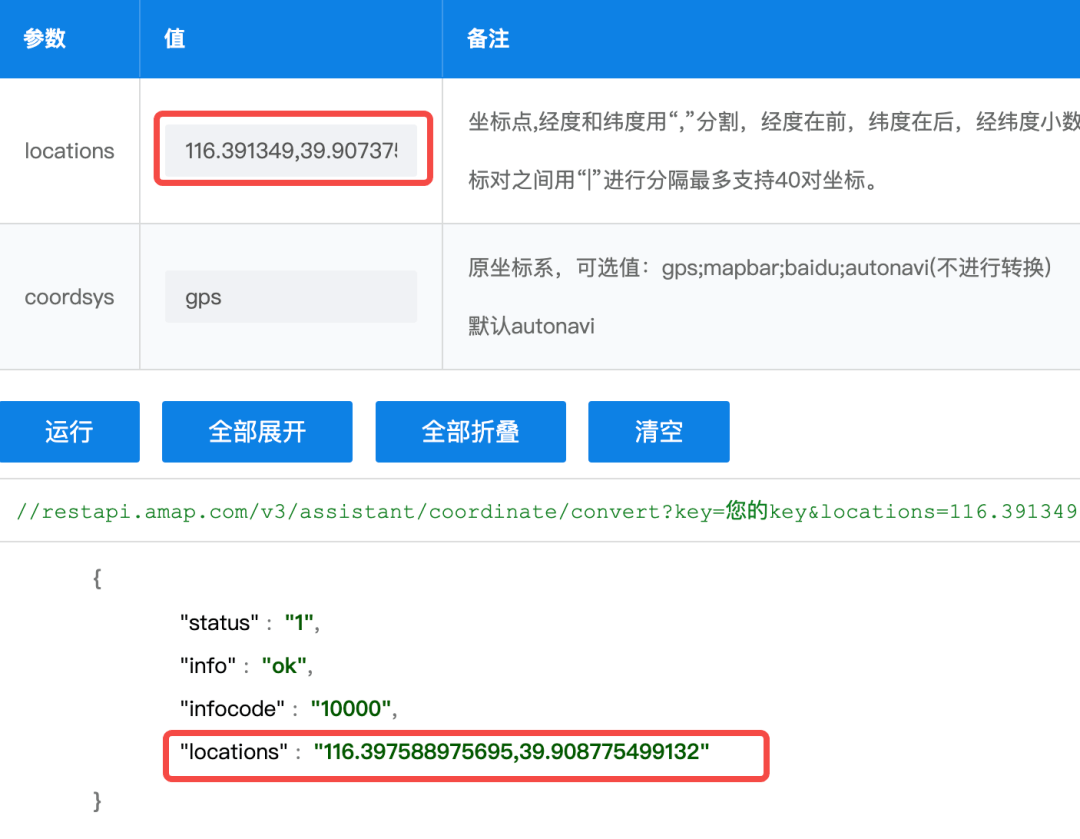 参数 值 备注
坐标点,经度和纬度用“,”分割，经度在前，纬度在后，经纬度小数
locations 116.391349,39.907375
标对之间用“|”进行分隔最多支持40对坐标。
原坐标系，可选值：gps;mapbar;baidu;autonavi(不进行转换)
coordsys gps
默认autonavi
运行 全部展开 全部折叠 清空
//restapi.amap.com/v3/assistant/coordinate/convert?key=您的key&locations=116.391349
{
"status" : "1",
"info" : "ok",
"infocode" : "10000",
"locations" : "116.397588975695,39.908775499132"
}